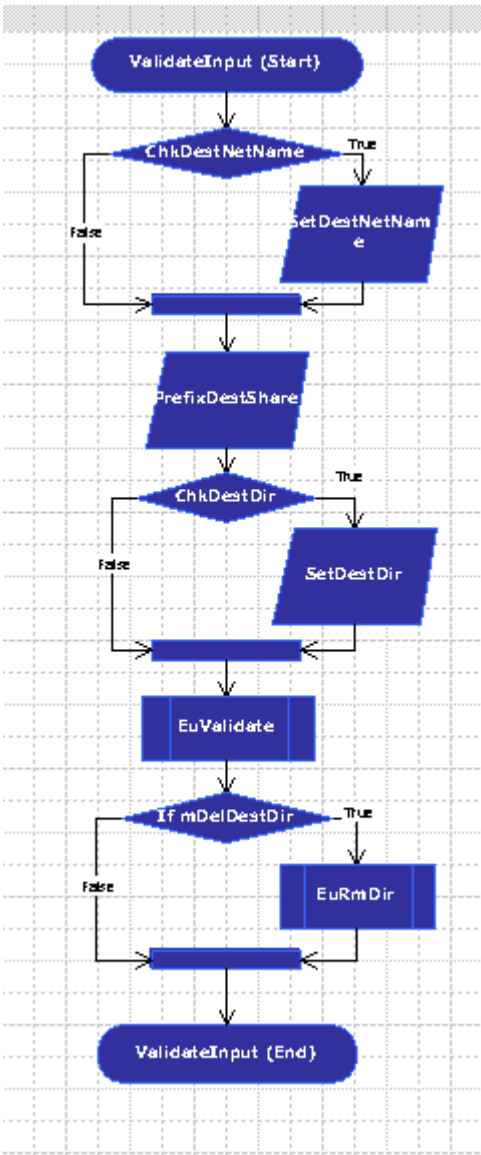 ValidateInput (Start)
ChkDestNetName
True
SetDestNetNam
e
False
PrefixDestShare
ChkDestDir
True
False
SetDestDir
EuValidate
If mDelDestDir
True
False
EuRmDir
ValidateInput (End)